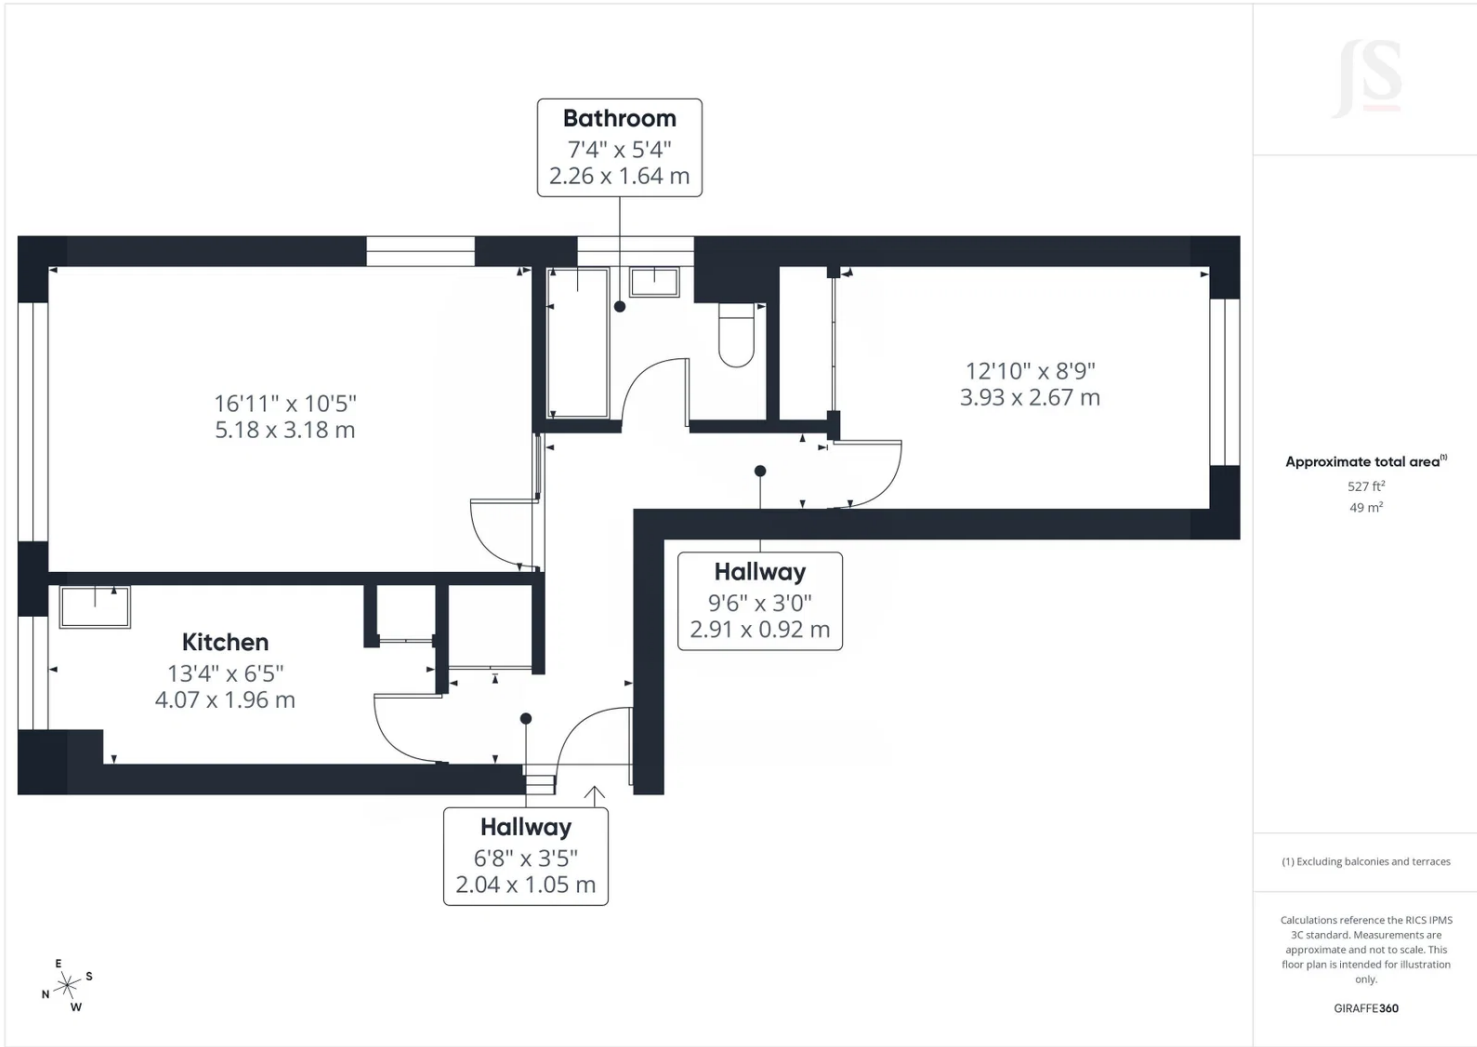 JS
Bathroom
7'4" x 5'4"
2.26 x 1.64 m
16'11" x 10'5"
5.18 x 3.18 m
12'10" x 8'9"
3.93 x 2.67 m
Hallway
9'6" x 3'0"
2.91 x 0.92 m
Kitchen
13'4" x 6'5"
4.07 x 1.96 m
Hallway
6'8" x 3'5"
2.04 x 1.05 m
E
S
N
W
Approximate total area(1)
527 ft²
49 m²
(1) Excluding balconies and terraces
Calculations reference the RICS IPMS
3C standard. Measurements are
approximate and not to scale. This
floor plan is intended for illustration
only.
GIRAFFE360